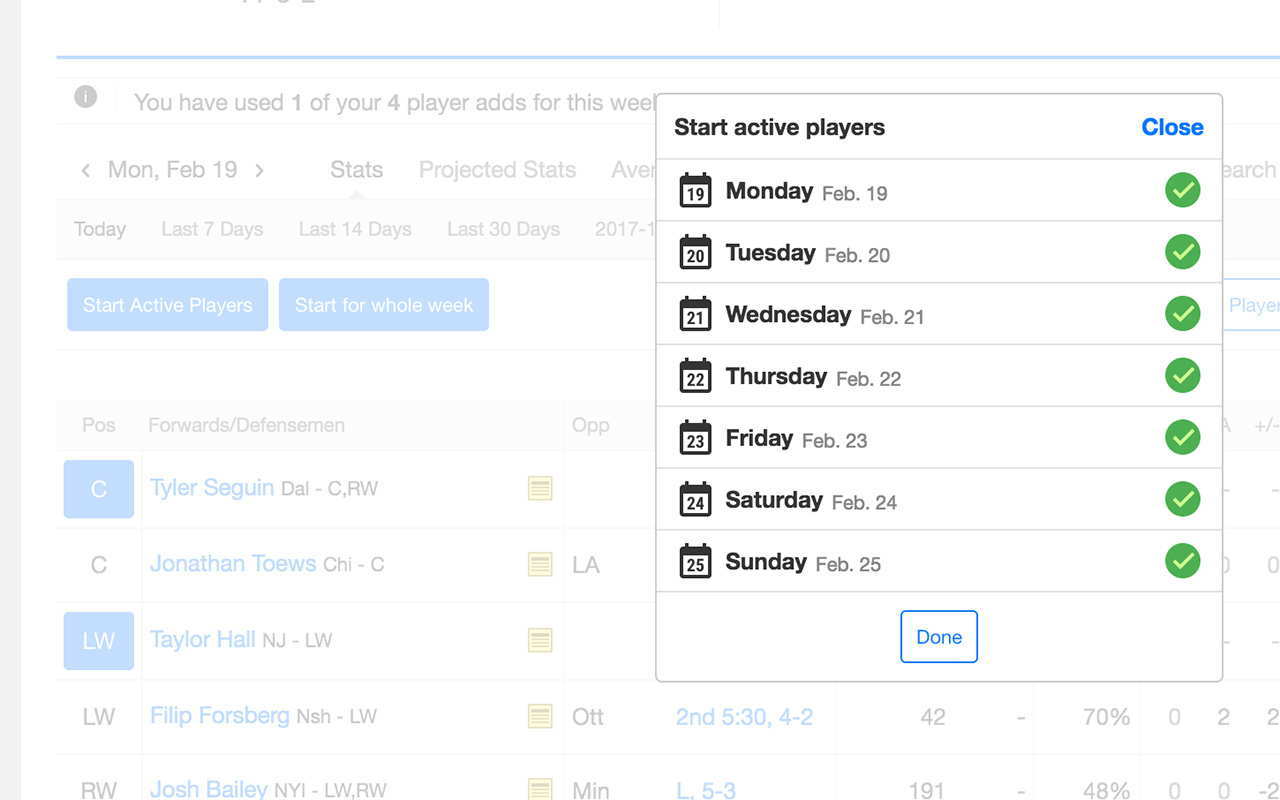 You have used 1 of your 4 player adds for this week
Start active players Close
Mon, Feb 19 Stats Projected Stats
19 Monday Feb. 19
Today Last 7 Days Last 14 Days Last 30 Days 2017-1
20 Tuesday Feb. 20
Start Active Players Start for whole week
21 Wednesday Feb. 21
Player
22 Thursday Feb. 22
Pos Forwards/Defensemen Opp A +/-
23 Friday Feb. 23
C Tyler Seguin Dal - C,RW - -
24 Saturday Feb. 24
C Jonathan Toews Chi - C LA 0 0
25 Sunday Feb. 25
LW Taylor Hall NJ - LW - -
Done
LW Filip Forsberg Nsh - LW Ott 2nd 5:30, 4-2 42 - 70% 0 2 2
RW Josh Bailey NYI - LW,RW Min L, 5-3 191 - 48% 0 0 -2